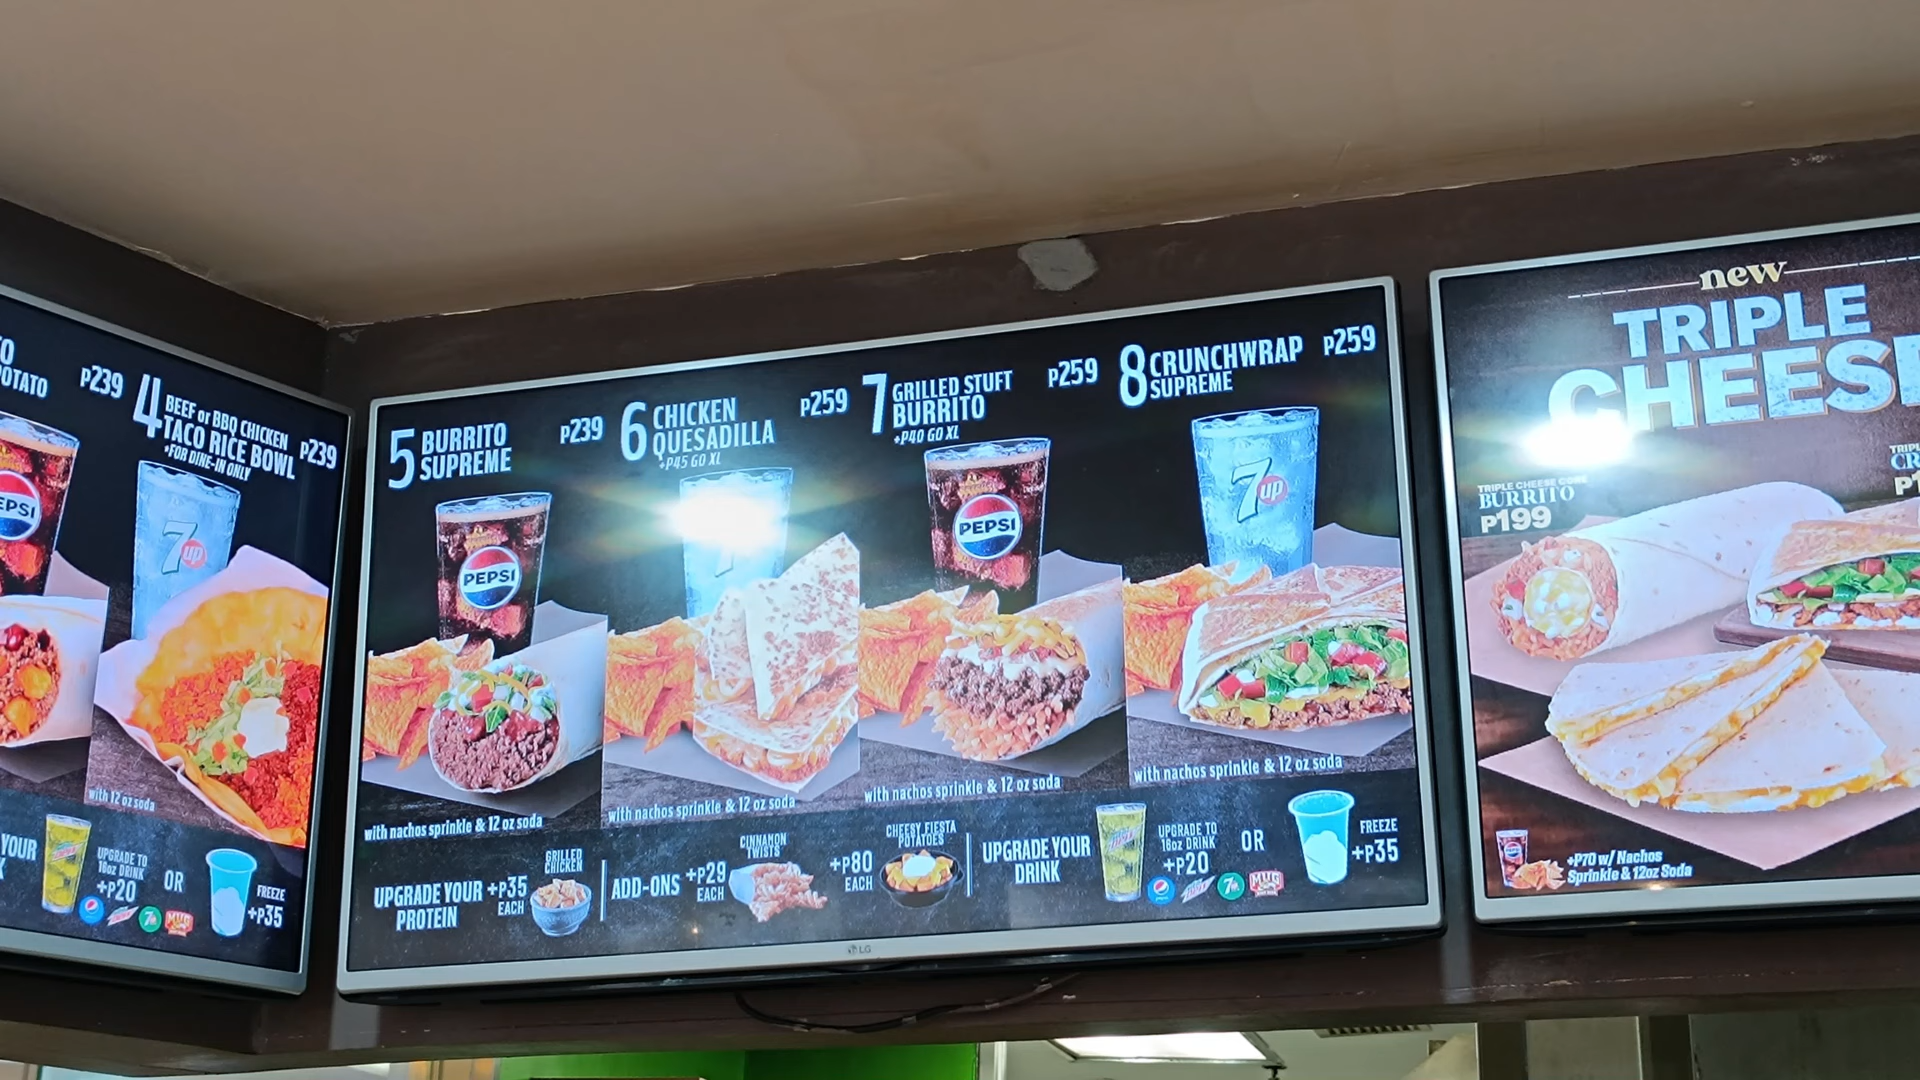 P239
4
BEEF or BBQ CHICKEN
TACO RICE BOWL
*FOR DINE-IN ONLY
P239
7up
with 12 oz soda
UPGRADE TO
16oz DRINK
+P20
OR
FREEZE
+P35
MUG
5
BURRITO
SUPREME
P239
PEPSI
with nachos sprinkle & 12 oz soda
6
CHICKEN
QUESADILLA
+P45 GO XL
P259
with nachos sprinkle & 12 oz soda
7
GRILLED STUFT
BURRITO
+P40 GO XL
P259
PEPSI
with nachos sprinkle & 12 oz soda
8
CRUNCHWRAP
SUPREME
P259
7up
with nachos sprinkle & 12 oz soda
UPGRADE YOUR
PROTEIN
+P35
EACH
GRILLED
CHICKEN
ADD-ONS
+P29
EACH
CINNAMON
TWISTS
+P80
EACH
CHEESY FIESTA
POTATOES
UPGRADE YOUR
DRINK
UPGRADE TO
16oz DRINK
+P20
MUG
OR
FREEZE
+P35
LG
new
TRIPLE
CHEESE
TRIPLE CHEESE
BURRITO
P199
+P70 w/ Nachos
Sprinkle & 12oz Soda